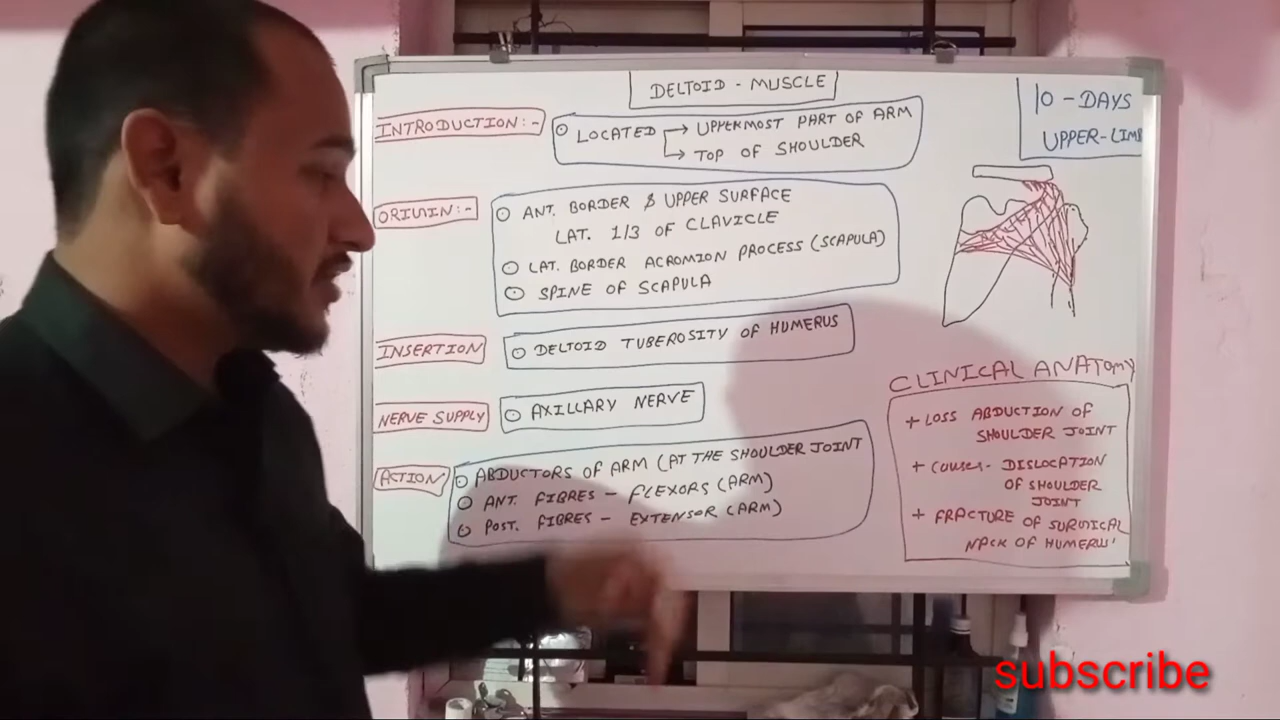 DELTOID - MUSCLE
10 - DAYS
UPPER-LIMB
INTRODUCTION:-
LOCATED → UPPERMOST PART OF ARM
→ TOP OF SHOULDER
ORIGIN:-
ANT. BORDER & UPPER SURFACE
LAT. 1/3 OF CLAVICLE
LAT. BORDER ACROMION PROCESS (SCAPULA)
SPINE OF SCAPULA
INSERTION
DELTOID TUBEROSITY OF HUMERUS
NERVE SUPPLY
AXILLARY NERVE
ACTION
ABDUCTORS OF ARM (AT THE SHOULDER JOINT
ANT. FIBRES - FLEXORS (ARM)
POST. FIBRES - EXTENSOR (ARM)
CLINICAL ANATOMY
+ LOSS ABDUCTION OF
SHOULDER JOINT
+ CAUSES- DISLOCATION
OF SHOULDER
JOINT
+ FRACTURE OF SURGICAL
NACK OF HUMERUS'
subscribe